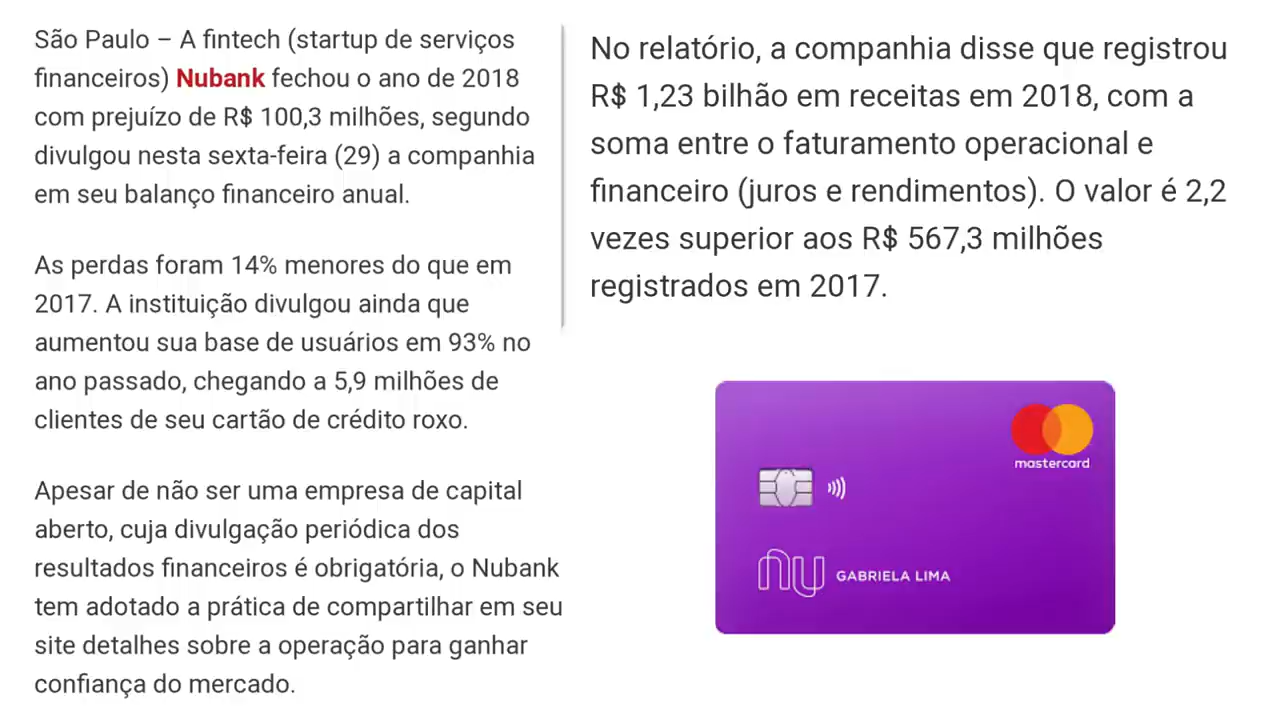 São Paulo – A fintech (startup de serviços
financeiros) Nubank fechou o ano de 2018
com prejuízo de R$ 100,3 milhões, segundo
divulgou nesta sexta-feira (29) a companhia
em seu balanço financeiro anual.
As perdas foram 14% menores do que em
2017. A instituição divulgou ainda que
aumentou sua base de usuários em 93% no
ano passado, chegando a 5,9 milhões de
clientes de seu cartão de crédito roxo.
Apesar de não ser uma empresa de capital
aberto, cuja divulgação periódica dos
resultados financeiros é obrigatória, o Nubank
tem adotado a prática de compartilhar em seu
site detalhes sobre a operação para ganhar
confiança do mercado.
No relatório, a companhia disse que registrou
R$ 1,23 bilhão em receitas em 2018, com a
soma entre o faturamento operacional e
financeiro (juros e rendimentos). O valor é 2,2
vezes superior aos R$ 567,3 milhões
registrados em 2017.
mastercard
nu GABRIELA LIMA